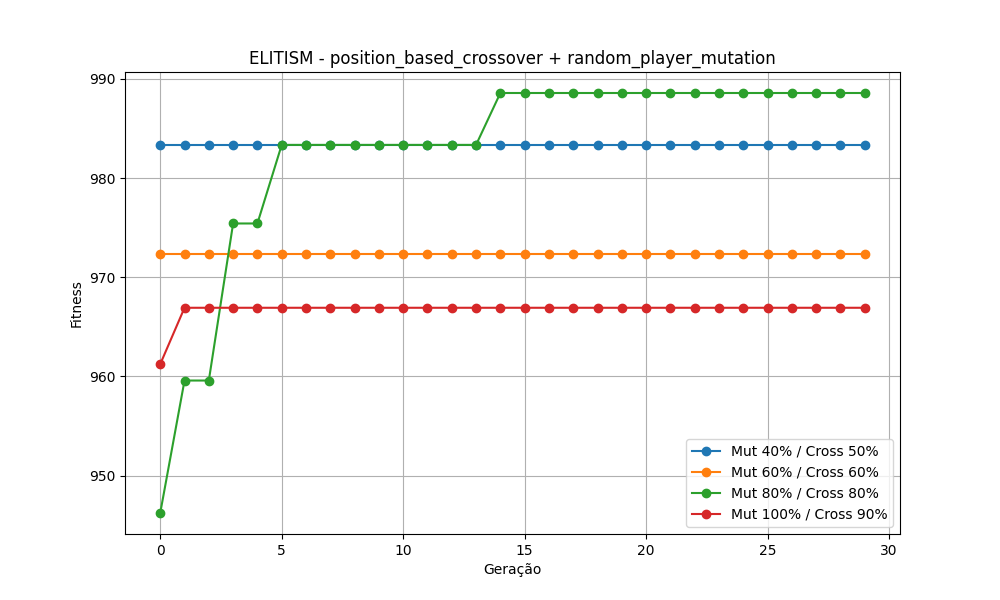 ELITISM - position_based_crossover + random_player_mutation
990
980
970
960
950
Fitness
0 5 10 15 20 25 30
Geração
Mut 40% / Cross 50%
Mut 60% / Cross 60%
Mut 80% / Cross 80%
Mut 100% / Cross 90%